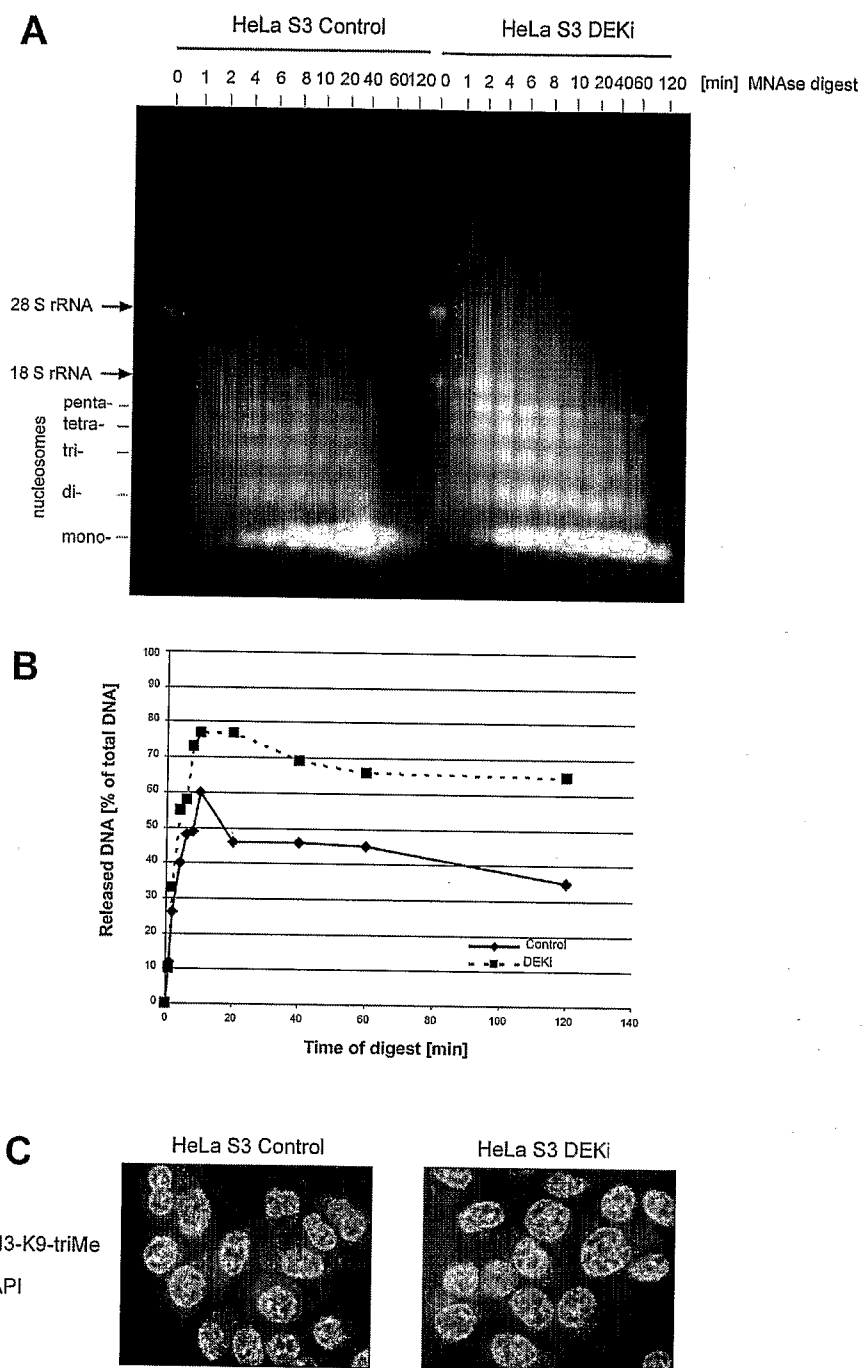 A
HeLa S3 Control HeLa S3 DEKi
0 1 2 4 6 8 10 20 40 60 120 0 1 2 4 6 8 10 20 40 60 120 [min] MNAse digest
28 S rRNA
18 S rRNA
penta-
tetra-
tri-
di-
mono-
nucleosomes
B
100
90
80
70
60
50
40
30
20
10
0
Released DNA [% of total DNA]
Control
DEKi
0 20 40 60 80 100 120 140
Time of digest [min]
C
HeLa S3 Control HeLa S3 DEKi
I3-K9-triMe
API